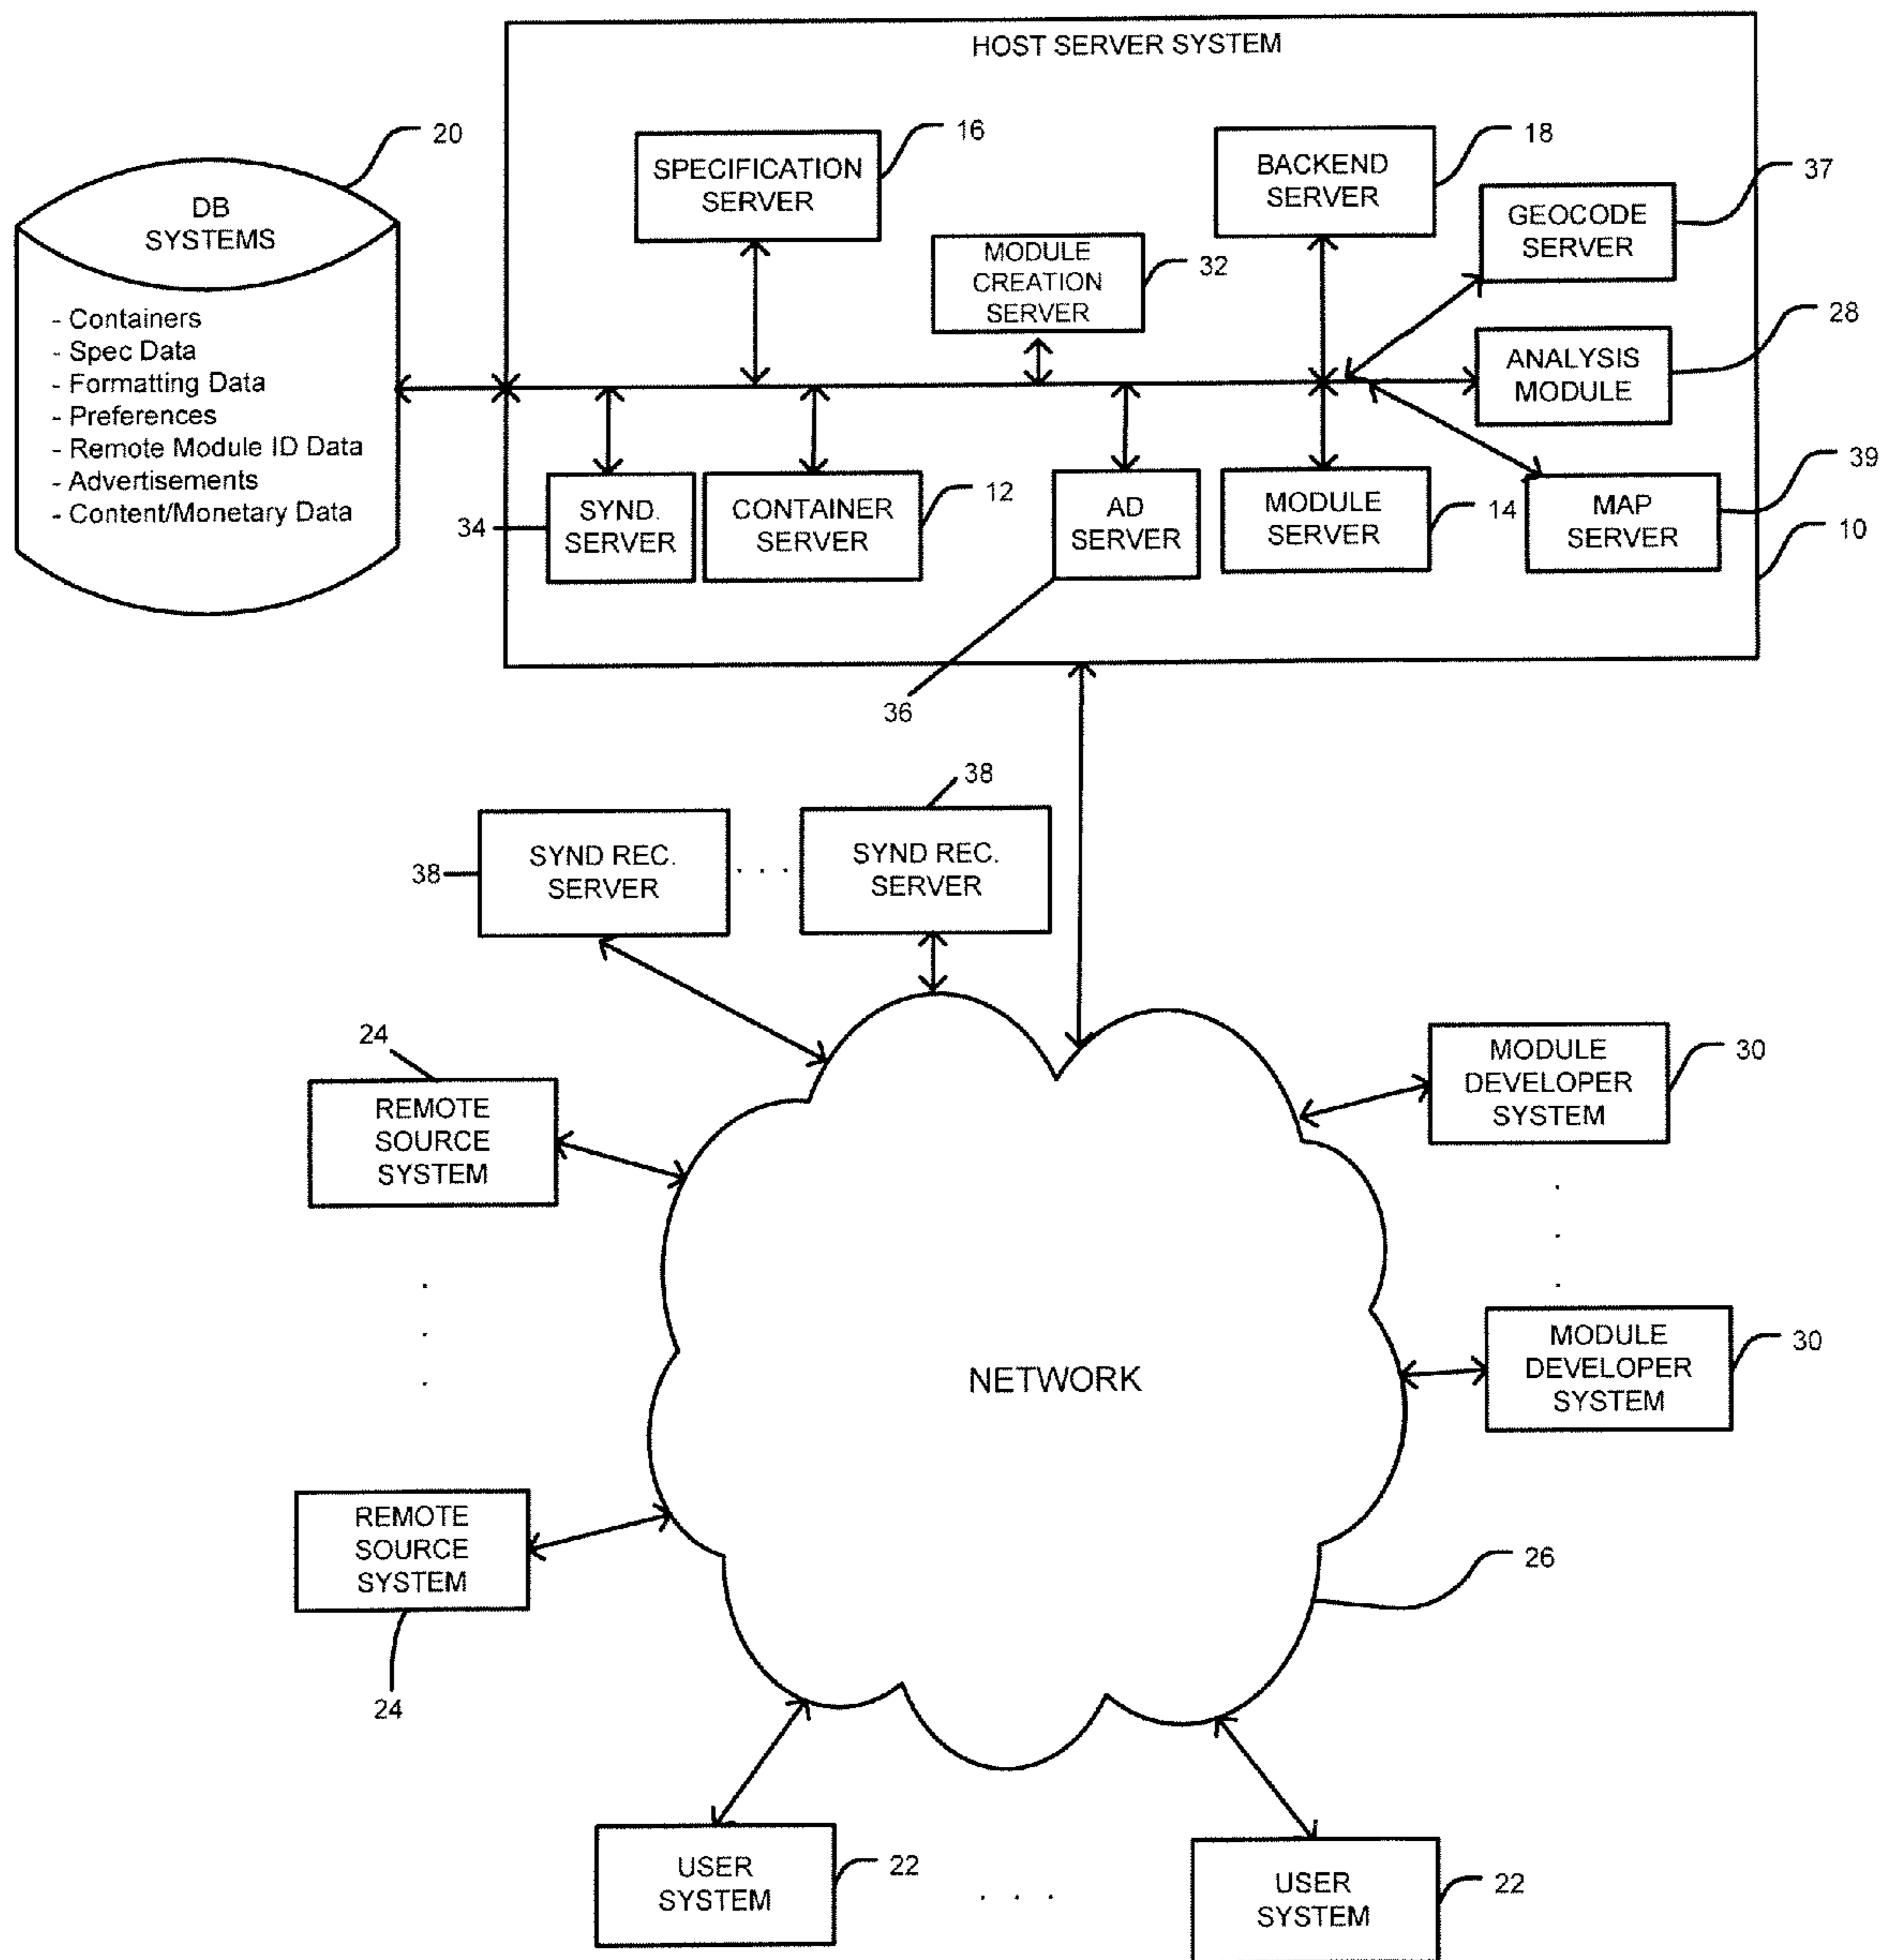 HOST SERVER SYSTEM
20
DB
SYSTEMS
- Containers
- Spec Data
- Formatting Data
- Preferences
- Remote Module ID Data
- Advertisements
- Content/Monetary Data
SPECIFICATION
SERVER
16
MODULE
CREATION
SERVER
32
BACKEND
SERVER
18
GEOCODE
SERVER
37
ANALYSIS
MODULE
28
34
SYND.
SERVER
CONTAINER
SERVER
12
AD
SERVER
36
MODULE
SERVER
14
MAP
SERVER
39
10
38
SYND REC.
SERVER
. . .
38
SYND REC.
SERVER
24
REMOTE
SOURCE
SYSTEM
.
.
.
REMOTE
SOURCE
SYSTEM
24
NETWORK
26
MODULE
DEVELOPER
SYSTEM
30
.
.
.
MODULE
DEVELOPER
SYSTEM
30
USER
SYSTEM
22
. . .
USER
SYSTEM
22